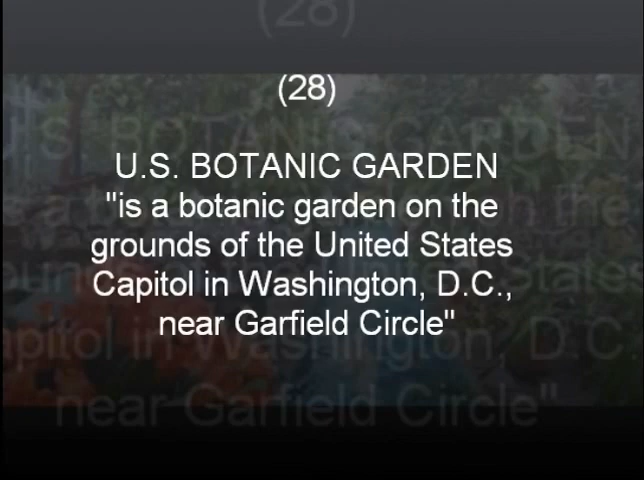 (28)
U.S. BOTANIC GARDEN
"is a botanic garden on the
grounds of the United States
Capitol in Washington, D.C.,
near Garfield Circle"